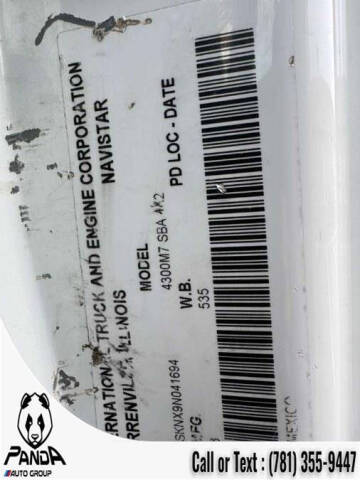 RNATIONAL TRUCK AND ENGINE CORPORATION
NAVISTAR
RRENVILLE, ILLINOIS
MODEL
4300M7 SBA 4X2
PD LOC - DATE
W.B.
535
SKNX9N041694
MFG.
MEXICO
PANDA
AUTO GROUP
Call or Text : (781) 355-9447